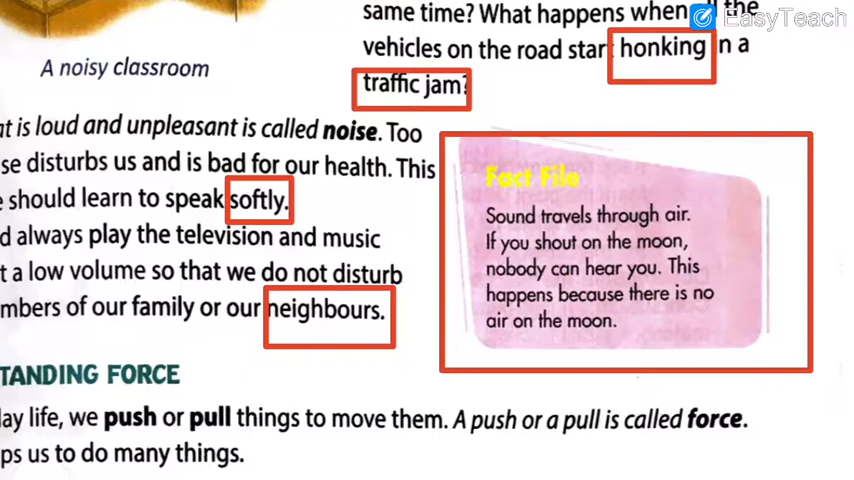 same time? What happens when all the
vehicles on the road start honking in a
traffic jam?
EasyTeach
A noisy classroom
at is loud and unpleasant is called noise. Too
se disturbs us and is bad for our health. This
e should learn to speak softly.
d always play the television and music
t a low volume so that we do not disturb
mbers of our family or our neighbours.
Fact File
Sound travels through air.
If you shout on the moon,
nobody can hear you. This
happens because there is no
air on the moon.
TANDING FORCE
lay life, we push or pull things to move them. A push or a pull is called force.
ps us to do many things.